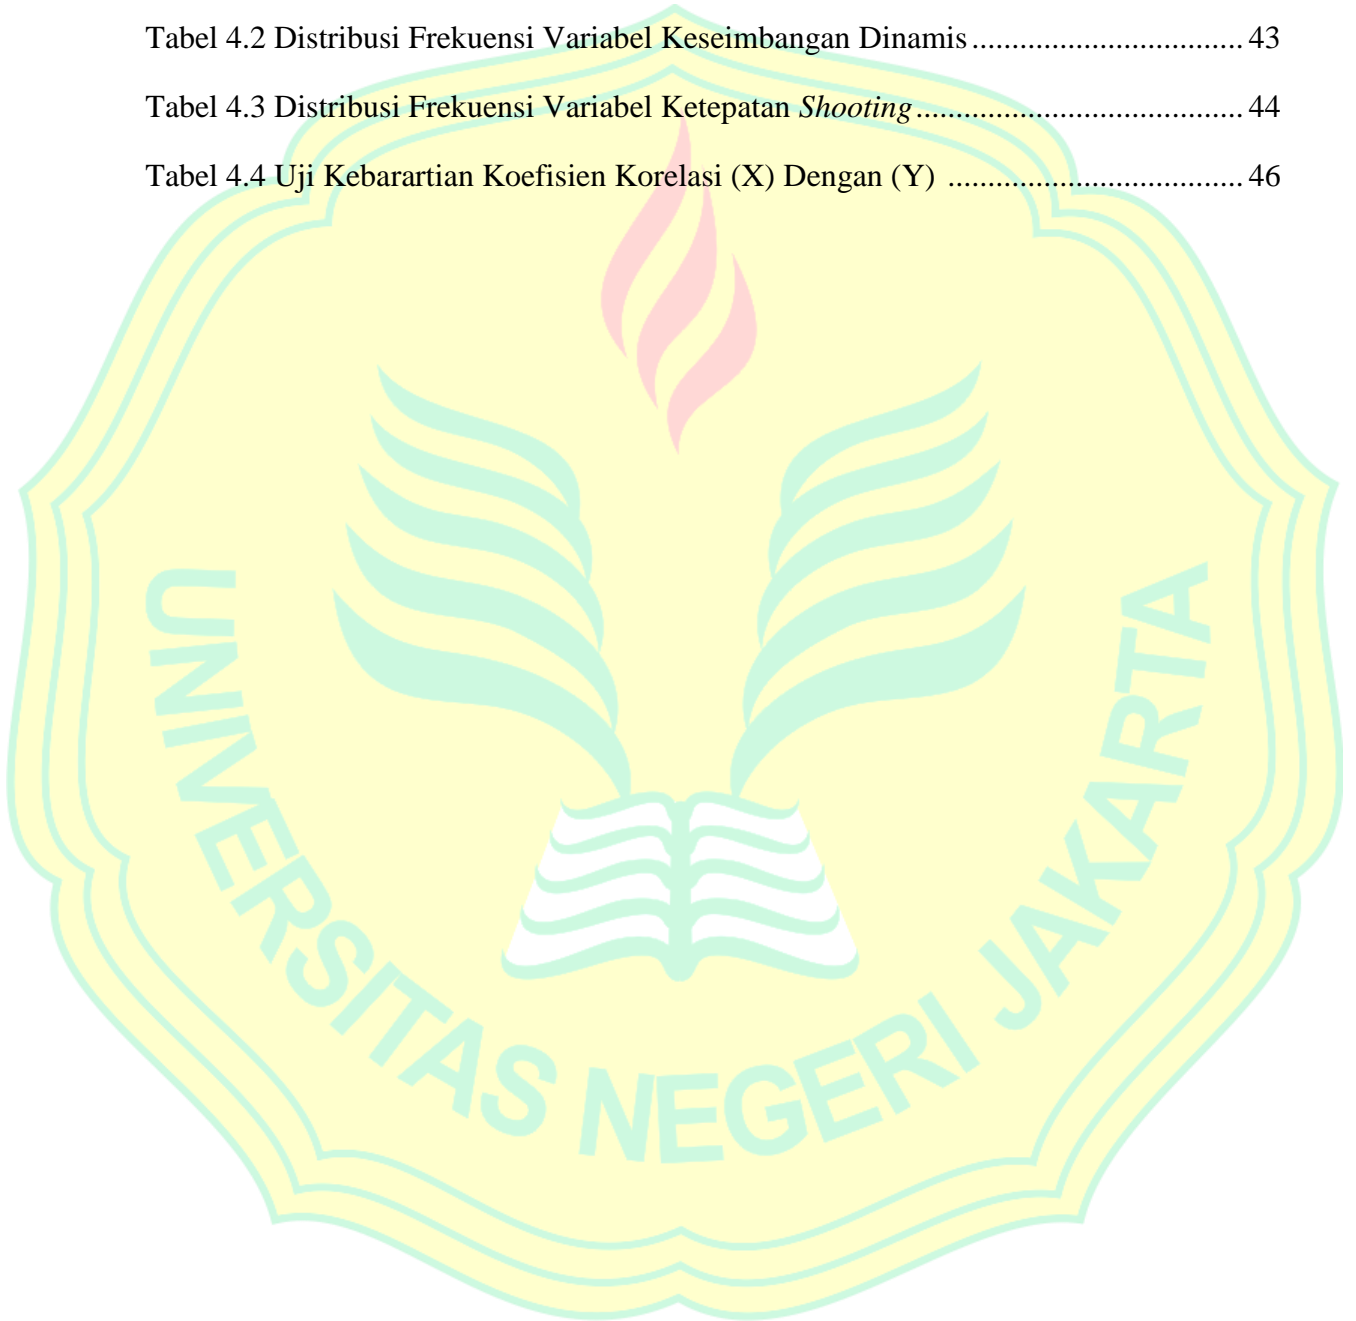 Tabel 4.2 Distribusi Frekuensi Variabel Keseimbangan Dinamis .................................. 43
Tabel 4.3 Distribusi Frekuensi Variabel Ketepatan Shooting ......................................... 44
Tabel 4.4 Uji Kebarartian Koefisien Korelasi (X) Dengan (Y) ..................................... 46
UNIVERSITAS NEGERI JAKARTA